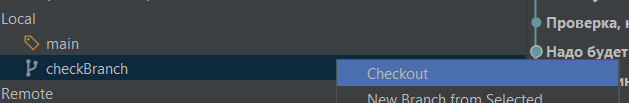 Local
main
checkBranch
Remote
Checkout
New Branch from Selected
Проверка,
Надо будет